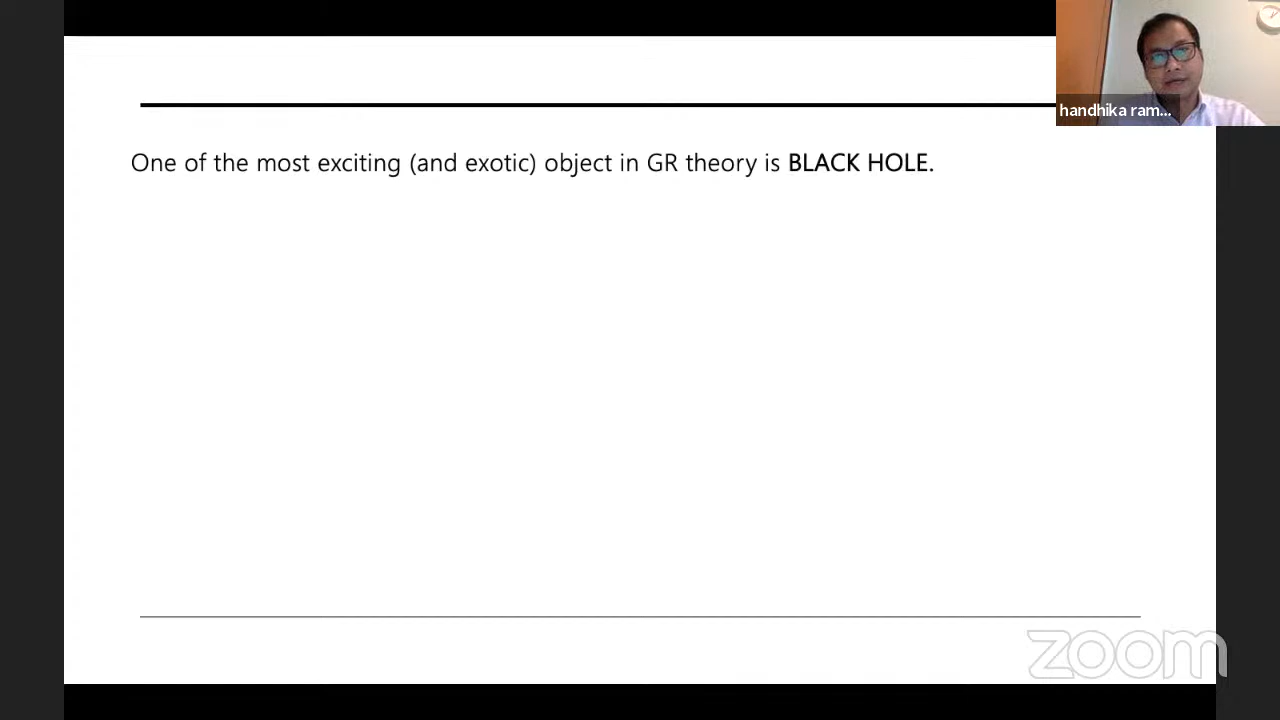 handhika ram...
One of the most exciting (and exotic) object in GR theory is BLACK HOLE.
zoom